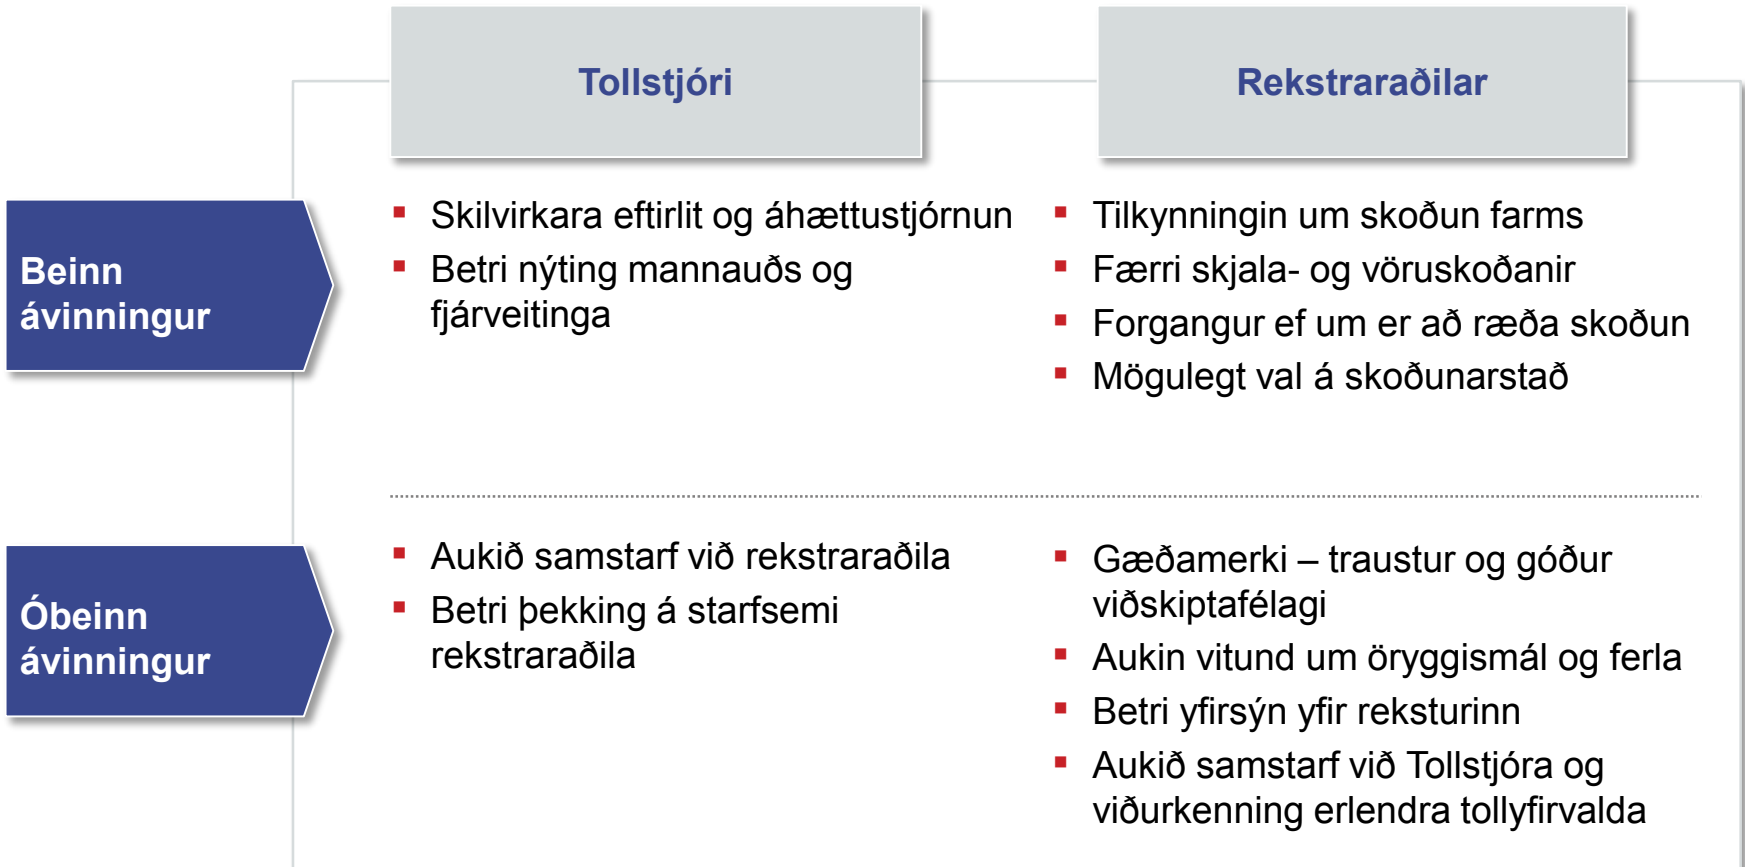 Tollstjóri
Rekstraraðilar
Beinn
ávinningur
▪ Skilvirkara eftirlit og áhættustjórnun
▪ Betri nýting mannauðs og
fjárveitinga
▪ Tilkynningin um skoðun farms
▪ Færri skjala- og vöruskoðanir
▪ Forgangur ef um er að ræða skoðun
▪ Mögulegt val á skoðunarstað
Óbeinn
ávinningur
▪ Aukið samstarf við rekstraraðila
▪ Betri þekking á starfsemi
rekstraraðila
▪ Gæðamerki – traustur og góður
viðskiptafélagi
▪ Aukin vitund um öryggismál og ferla
▪ Betri yfirsýn yfir reksturinn
▪ Aukið samstarf við Tollstjóra og
viðurkenning erlendra tollyfirvalda